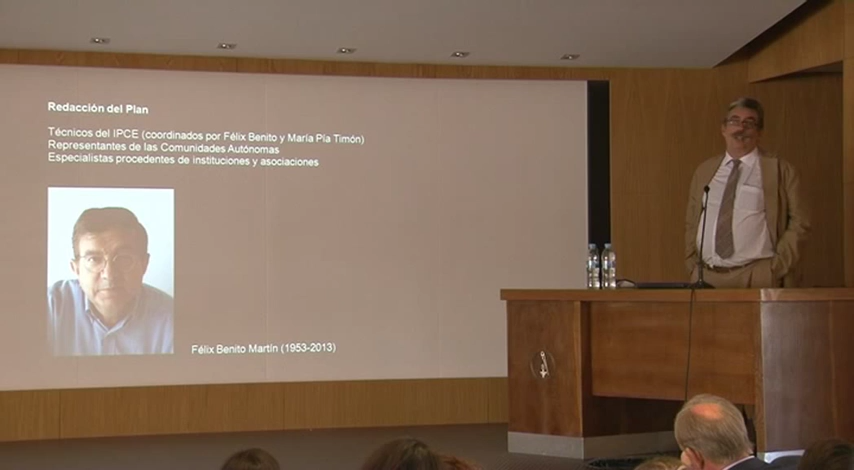 Redacción del Plan
Técnicos del IPCE (coordinados por Félix Benito y María Pía Timón)
Representantes de las Comunidades Autónomas
Especialistas procedentes de instituciones y asociaciones
Félix Benito Martín (1953-2013)